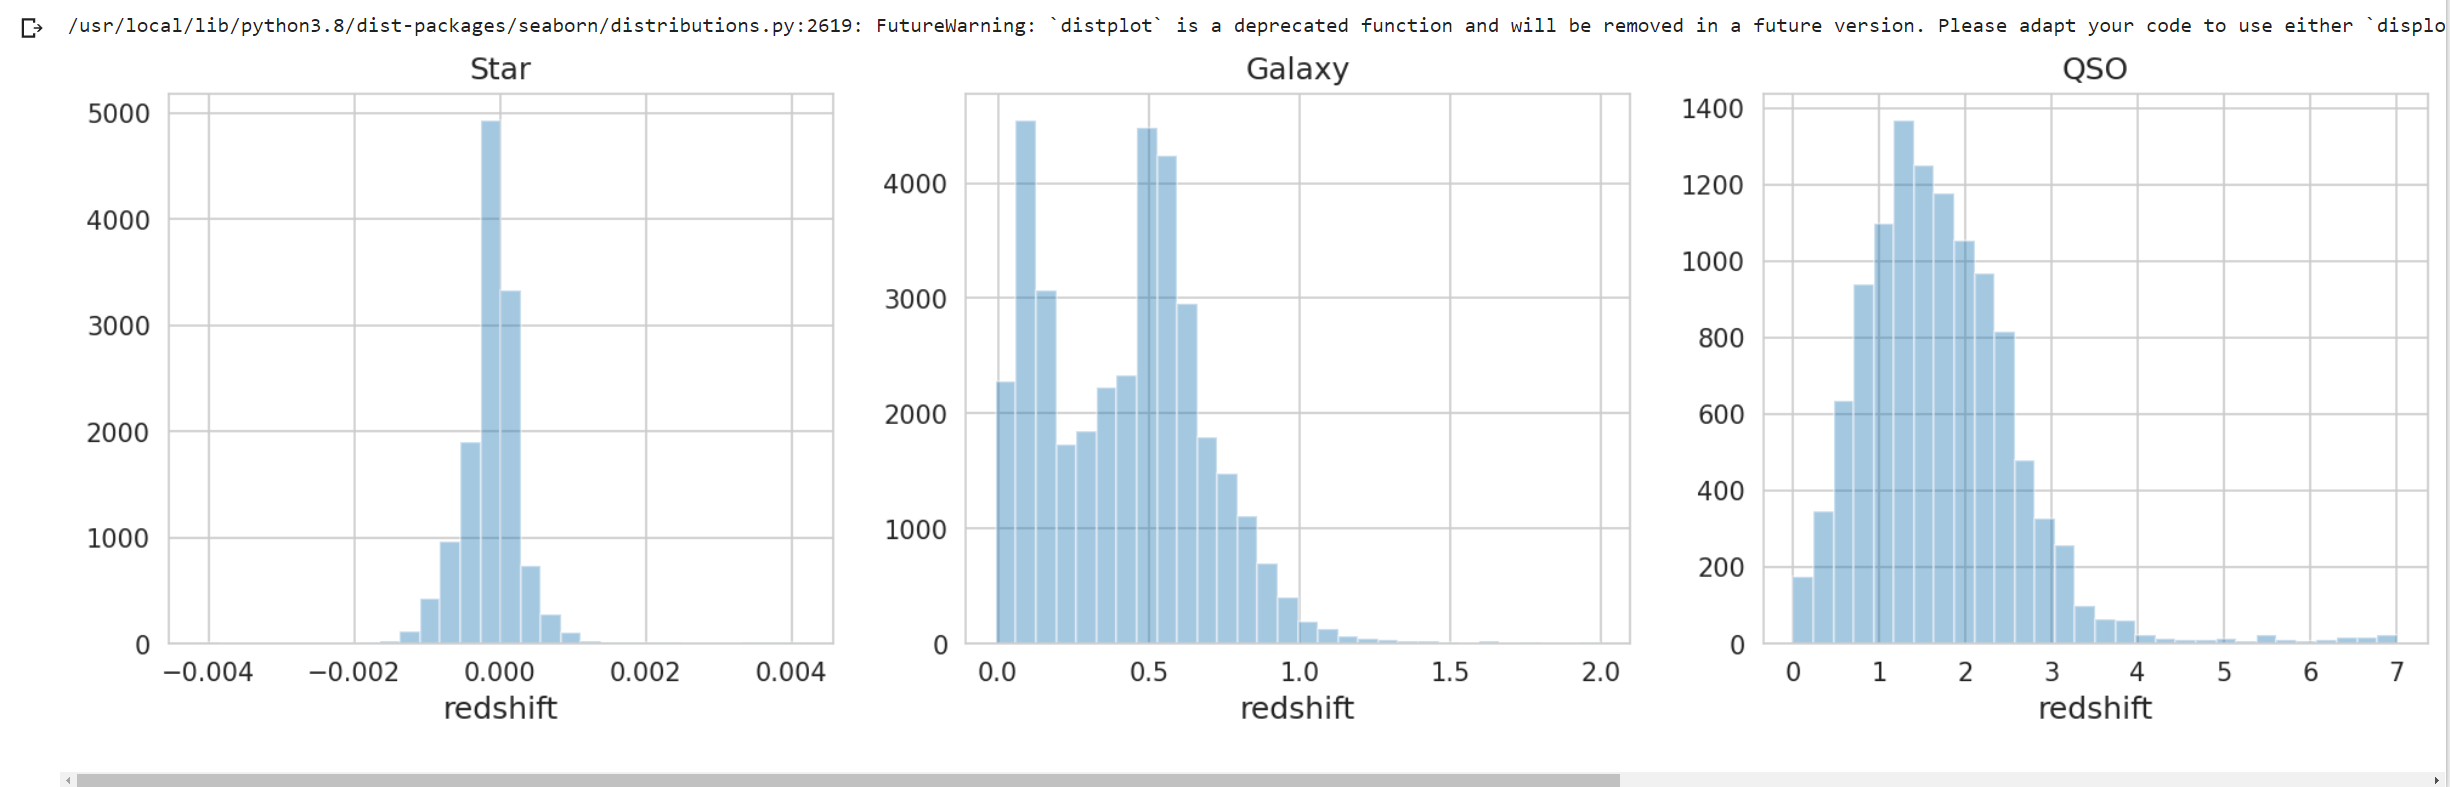 /usr/local/lib/python3.8/dist-packages/seaborn/distributions.py:2619: FutureWarning: `distplot` is a deprecated function and will be removed in a future version. Please adapt your code to use either `displo
Star
5000
4000
3000
2000
1000
0
−0.004 −0.002 0.000 0.002 0.004
redshift
Galaxy
4000
3000
2000
1000
0
0.0 0.5 1.0 1.5 2.0
redshift
QSO
1400
1200
1000
800
600
400
200
0
0 1 2 3 4 5 6 7
redshift